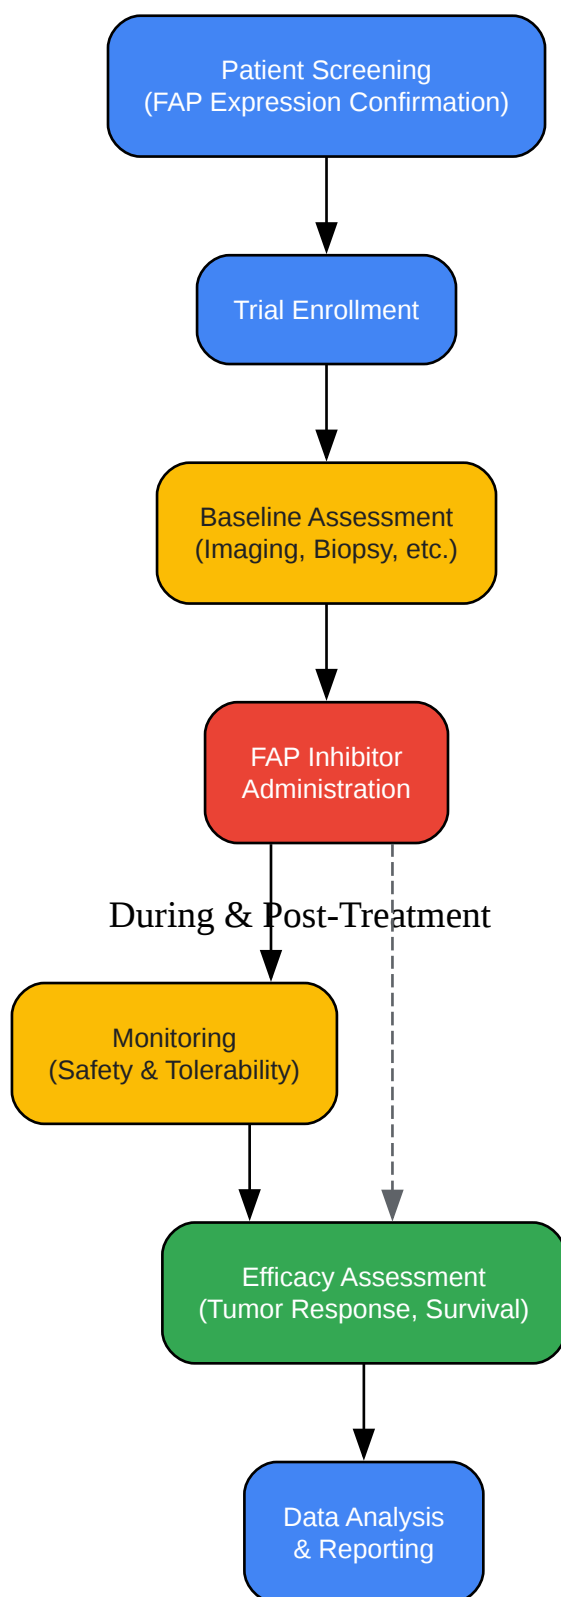 Patient Screening
(FAP Expression Confirmation)
Trial Enrollment
Baseline Assessment
(Imaging, Biopsy, etc.)
FAP Inhibitor
Administration
During & Post-Treatment
Monitoring
(Safety & Tolerability)
Efficacy Assessment
(Tumor Response, Survival)
Data Analysis
& Reporting